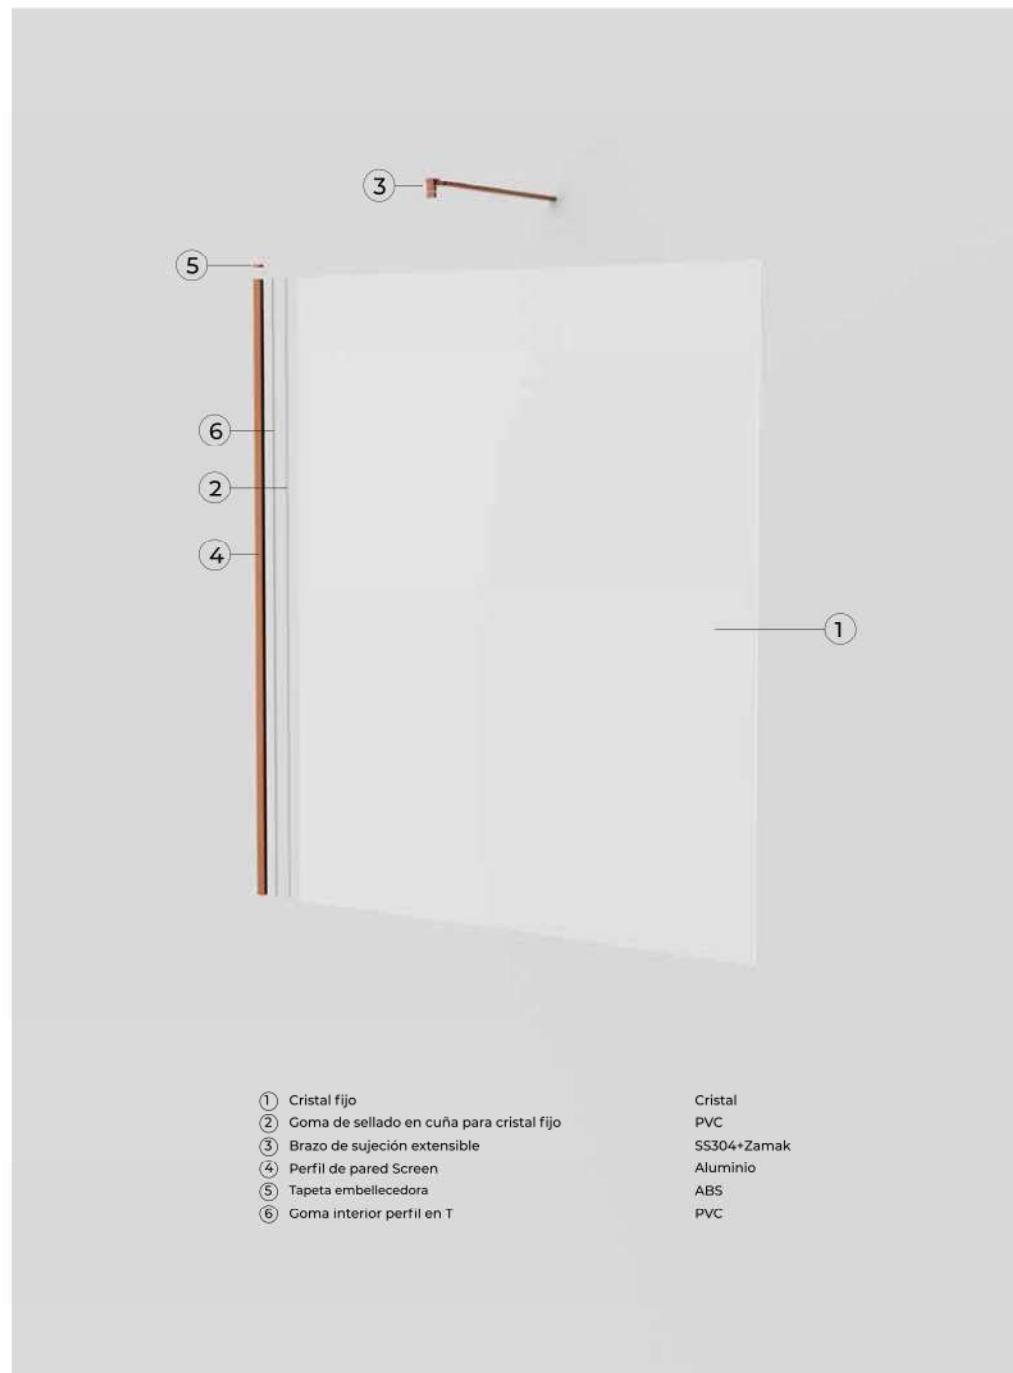 3
5
6
2
4
1
1 Cristal fijo Cristal
2 Goma de sellado en cuña para cristal fijo PVC
3 Brazo de sujeción extensible SS304+Zamak
4 Perfil de pared Screen Aluminio
5 Tapeta embellecedora ABS
6 Goma interior perfil en T PVC